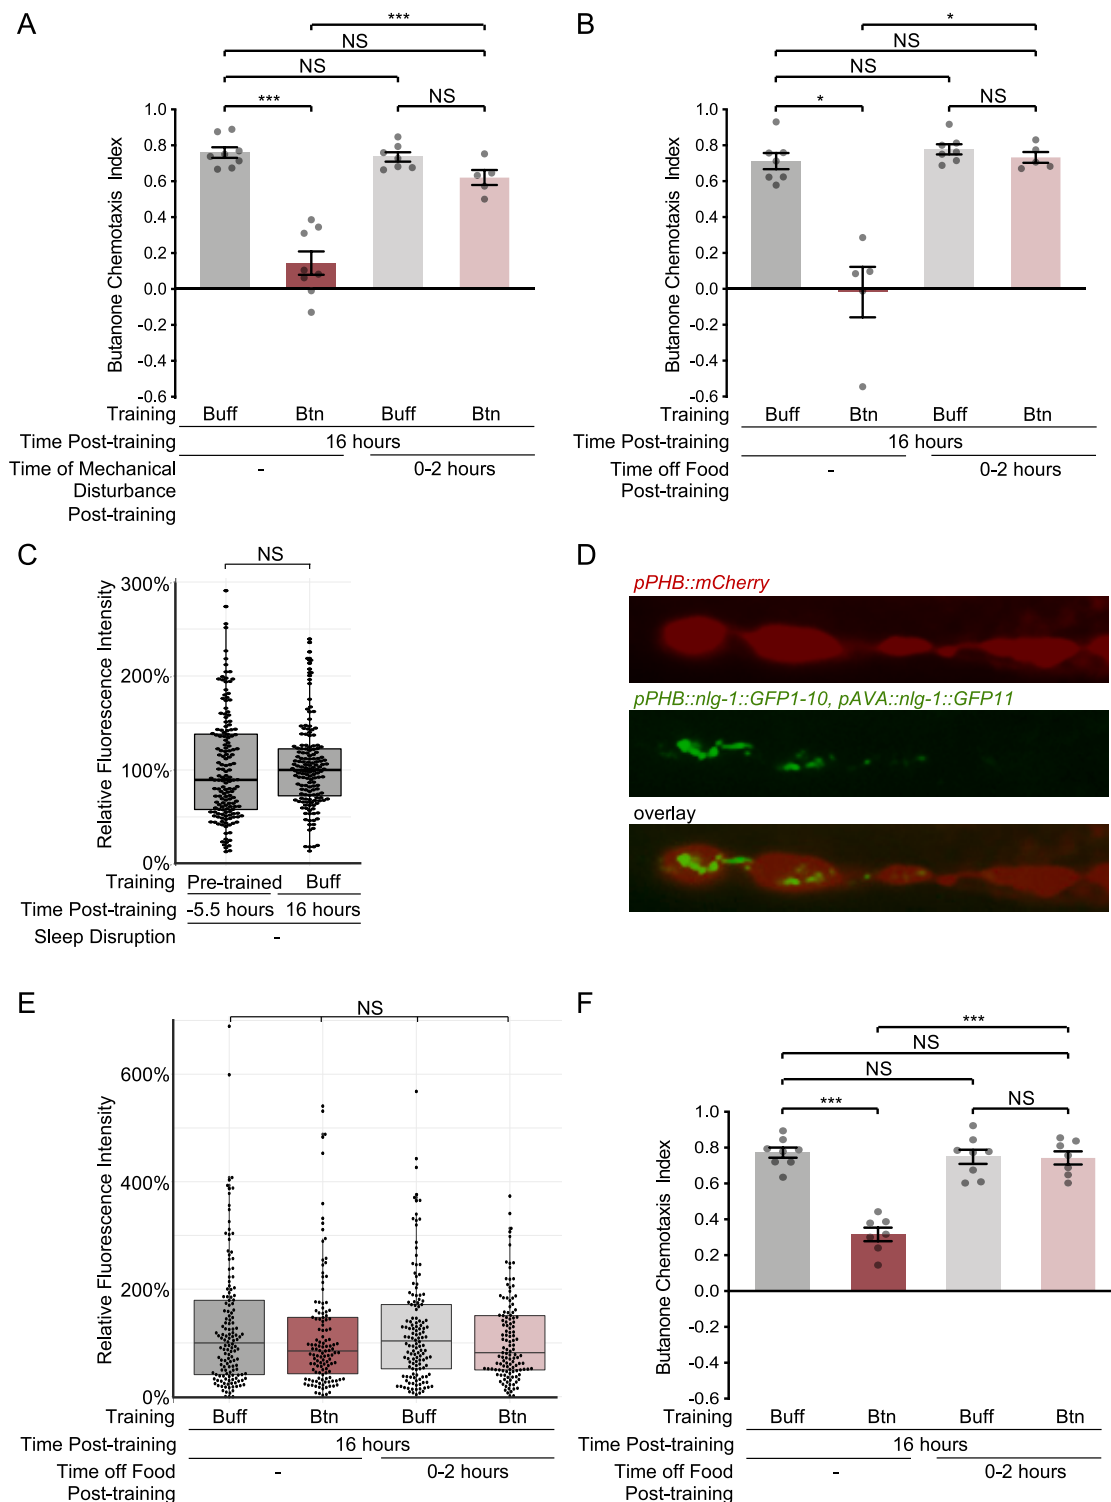 A
***
NS
NS
***
NS
Butanone Chemotaxis Index
1.0
0.8
0.6
0.4
0.2
0.0
-0.2
-0.4
-0.6
Training Buff Btn Buff Btn
Time Post-training 16 hours
Time of Mechanical - 0-2 hours
Disturbance
Post-training
B
*
NS
NS
*
NS
Butanone Chemotaxis Index
1.0
0.8
0.6
0.4
0.2
0.0
-0.2
-0.4
-0.6
Training Buff Btn Buff Btn
Time Post-training 16 hours
Time off Food - 0-2 hours
Post-training
C
NS
Relative Fluorescence Intensity
300%
200%
100%
0%
Training Pre-trained Buff
Time Post-training -5.5 hours 16 hours
Sleep Disruption -
D
pPHB::mCherry
pPHB::nlg-1::GFP1-10, pAVA::nlg-1::GFP11
overlay
E
NS
Relative Fluorescence Intensity
600%
400%
200%
0%
Training Buff Btn Buff Btn
Time Post-training 16 hours
Time off Food - 0-2 hours
Post-training
F
***
NS
NS
***
NS
Butanone Chemotaxis Index
1.0
0.8
0.6
0.4
0.2
0.0
-0.2
-0.4
-0.6
Training Buff Btn Buff Btn
Time Post-training 16 hours
Time off Food - 0-2 hours
Post-training